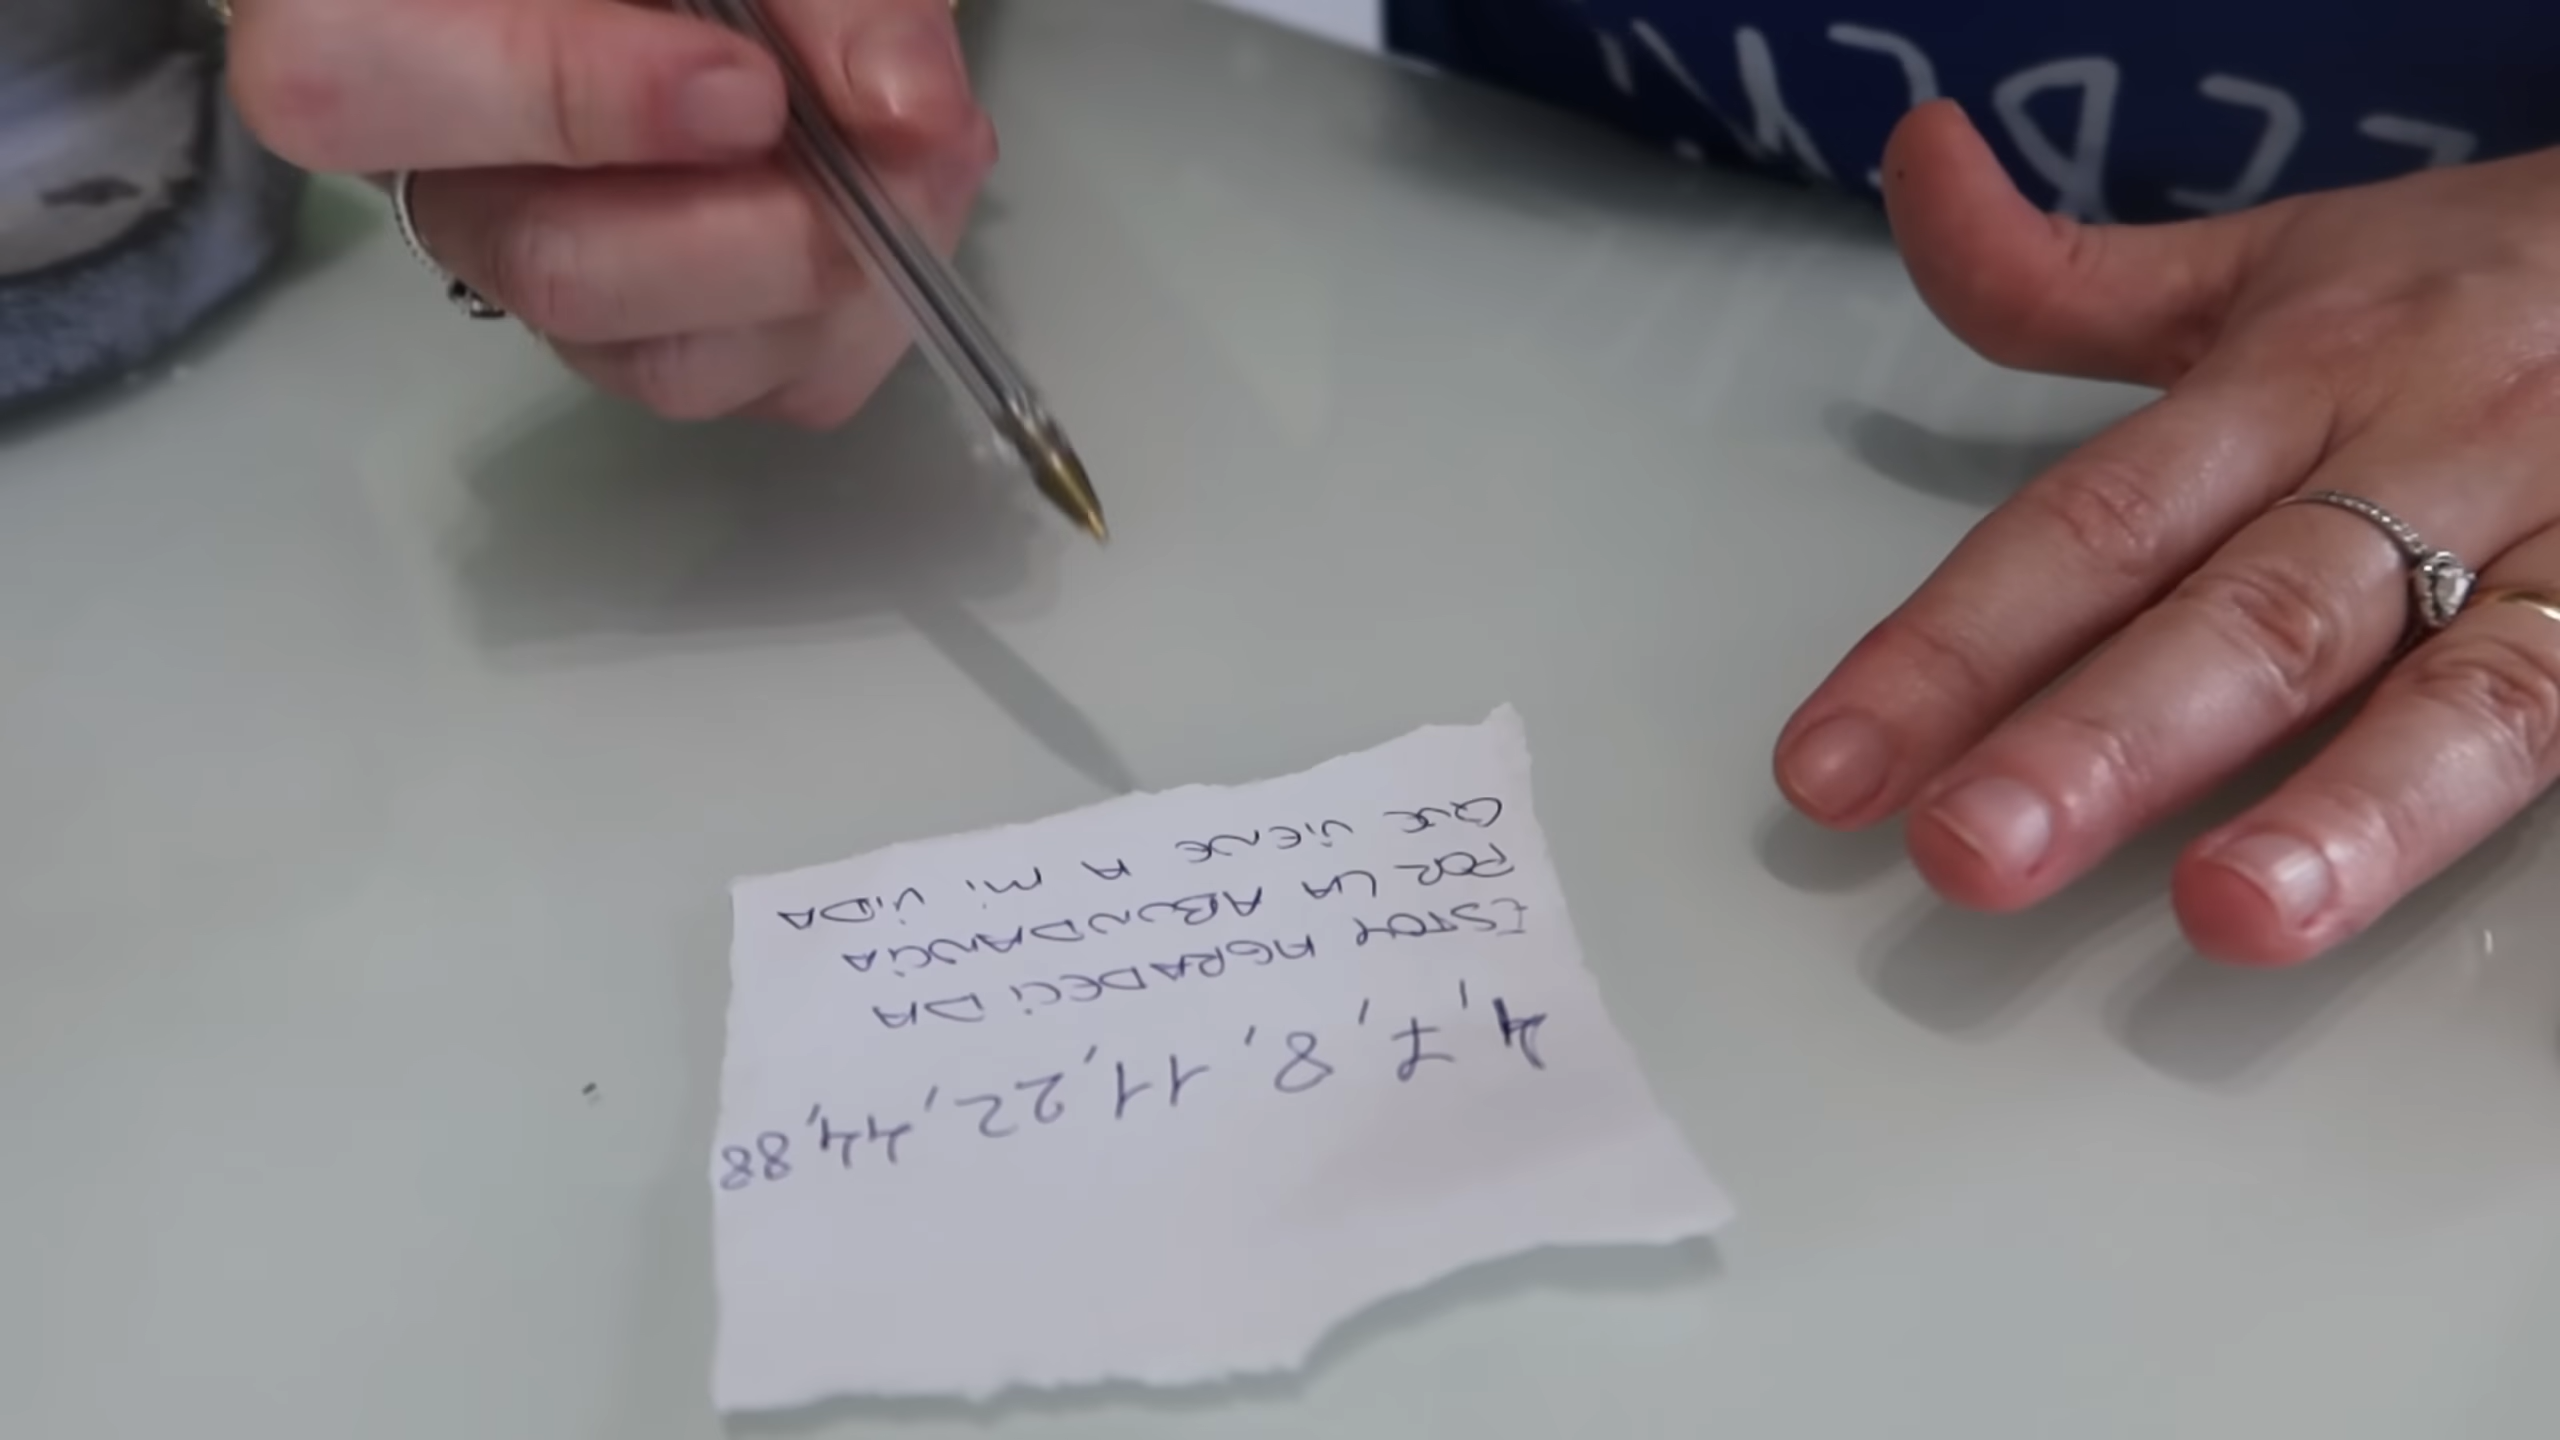 4, 7, 8, 11, 22, 44, 88
ESTOY AGRADECIDA
POR LA ABUNDANCIA
QUE VIENE A MI VIDA